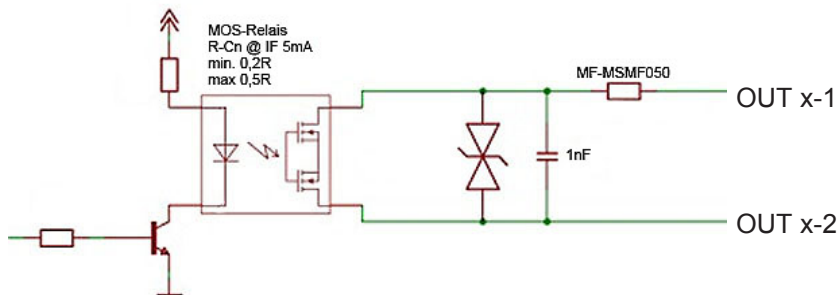 MOS-Relais
R-Cn @ IF 5mA
min. 0,2R
max 0,5R
MF-MSMF050
OUT x-1
1nF
OUT x-2